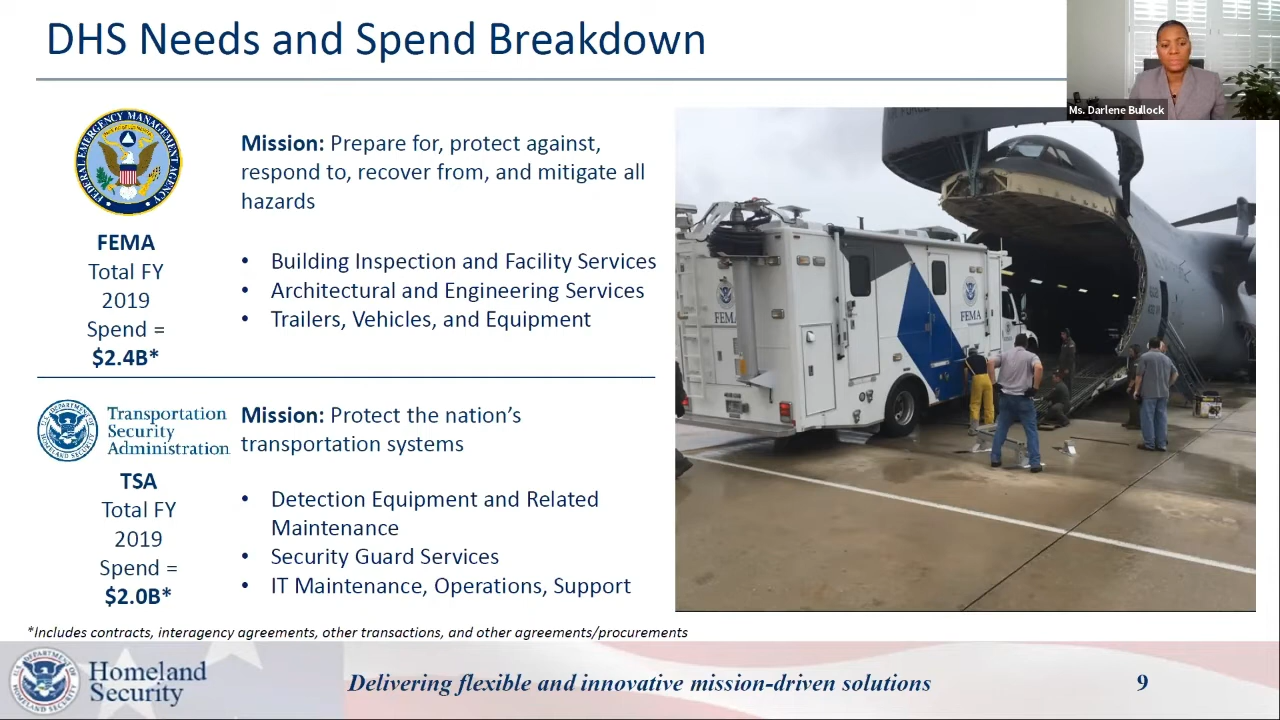 DHS Needs and Spend Breakdown
Ms. Darlene Bullock
FEDERAL EMERGENCY MANAGEMENT AGENCY
FEMA
Total FY
2019
Spend =
$2.4B*
Mission: Prepare for, protect against,
respond to, recover from, and mitigate all
hazards
• Building Inspection and Facility Services
• Architectural and Engineering Services
• Trailers, Vehicles, and Equipment
FEMA
FEMA
Transportation
Security
Administration
TSA
Total FY
2019
Spend =
$2.0B*
Mission: Protect the nation’s
transportation systems
• Detection Equipment and Related
Maintenance
• Security Guard Services
• IT Maintenance, Operations, Support
*Includes contracts, interagency agreements, other transactions, and other agreements/procurements
Homeland
Security
Delivering flexible and innovative mission-driven solutions
9